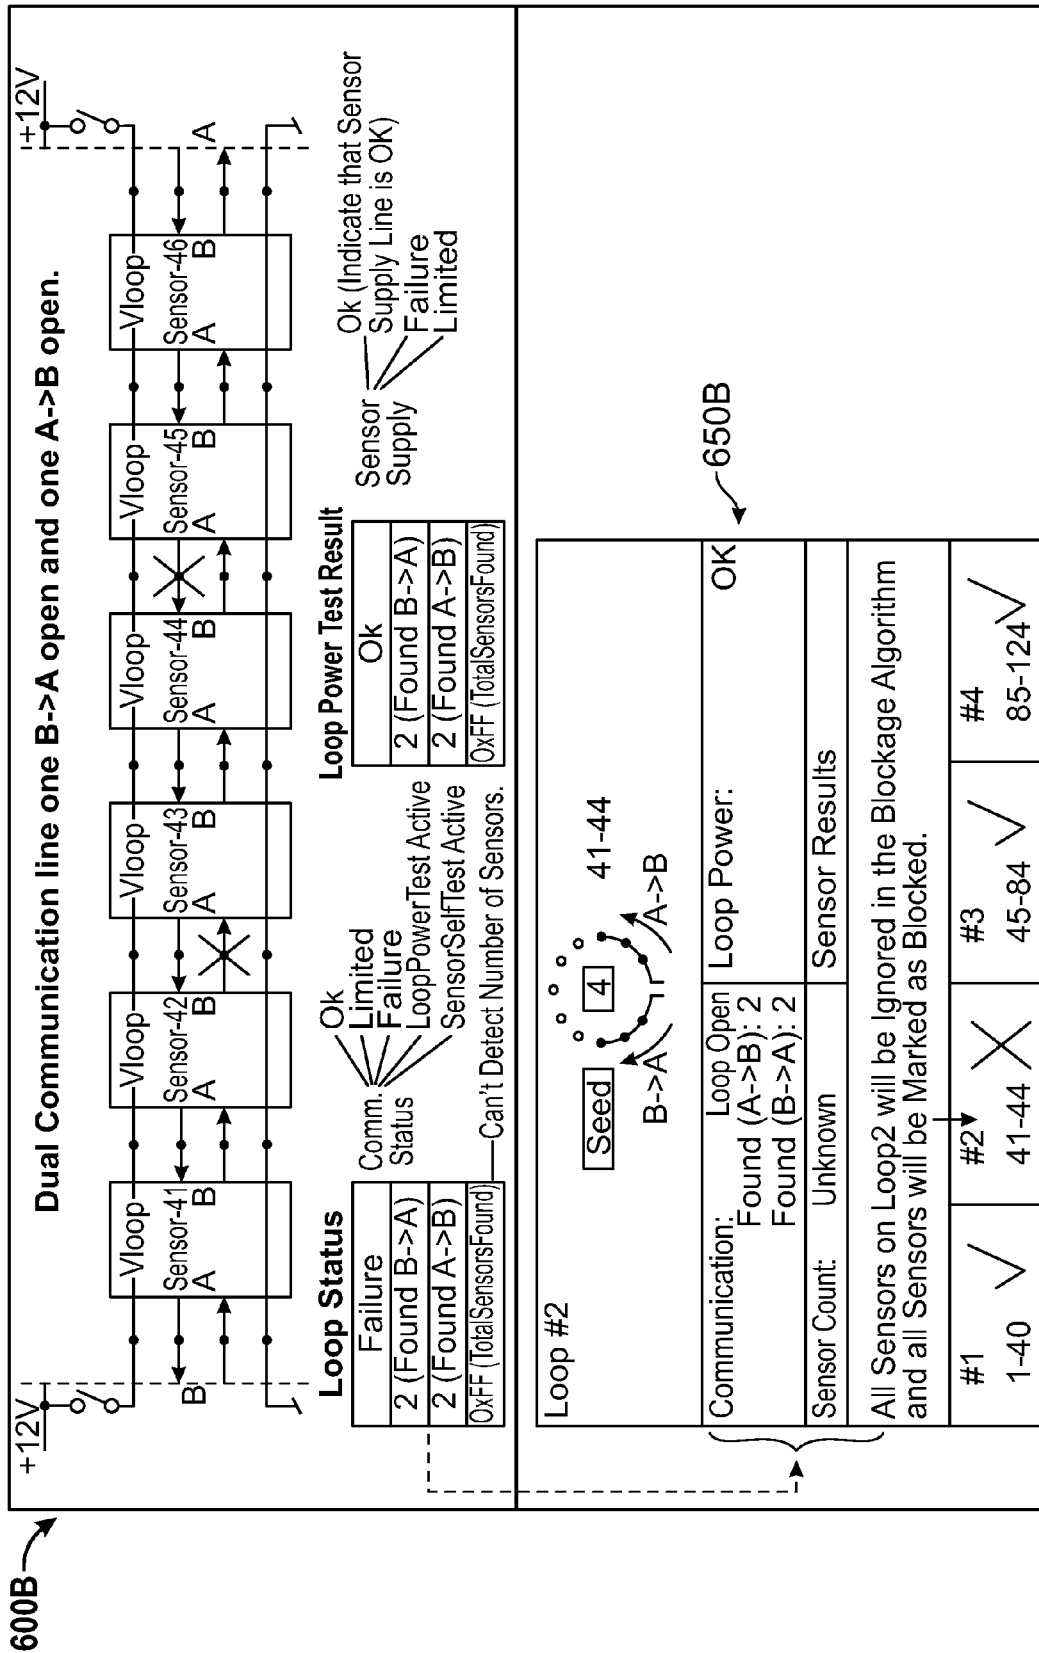 600B
Dual Communication line one B->A open and one A->B open.
+12V
+12V
Vloop
Vloop
Vloop
Vloop
Vloop
Vloop
Sensor-41
Sensor-42
Sensor-43
Sensor-44
Sensor-45
Sensor-46
B
A B
A B
A B
A B
A B
A B
A
Loop Status
Failure
2 (Found B->A)
2 (Found A->B)
OxFF (TotalSensorsFound)
Comm.
Status
Ok
Limited
Failure
LoopPowerTest Active
SensorSelfTest Active
Can't Detect Number of Sensors.
Loop Power Test Result
Ok
2 (Found B->A)
2 (Found A->B)
OxFF (TotalSensorsFound)
Sensor
Supply
Ok (Indicate that Sensor
Supply Line is OK)
Failure
Limited
650B
Loop #2
Seed
4
41-44
B->A
A->B
Communication: Loop Open
Found (A->B): 2
Found (B->A): 2
Loop Power: OK
Sensor Count: Unknown
Sensor Results
All Sensors on Loop2 will be Ignored in the Blockage Algorithm
and all Sensors will be Marked as Blocked.
#1
1-40
#2
41-44
#3
45-84
#4
85-124